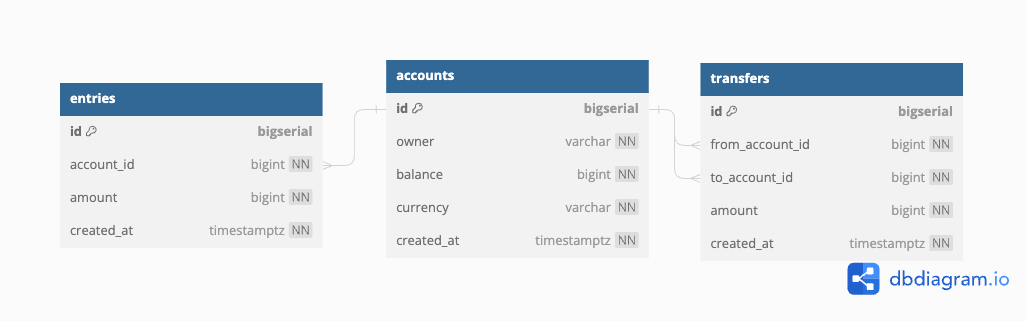 entries
id bigserial
account_id bigint NN
amount bigint NN
created_at timestamptz NN
accounts
id bigserial
owner varchar NN
balance bigint NN
currency varchar NN
created_at timestamptz NN
transfers
id bigserial
from_account_id bigint NN
to_account_id bigint NN
amount bigint NN
created_at timestamptz NN
dbdiagram.io